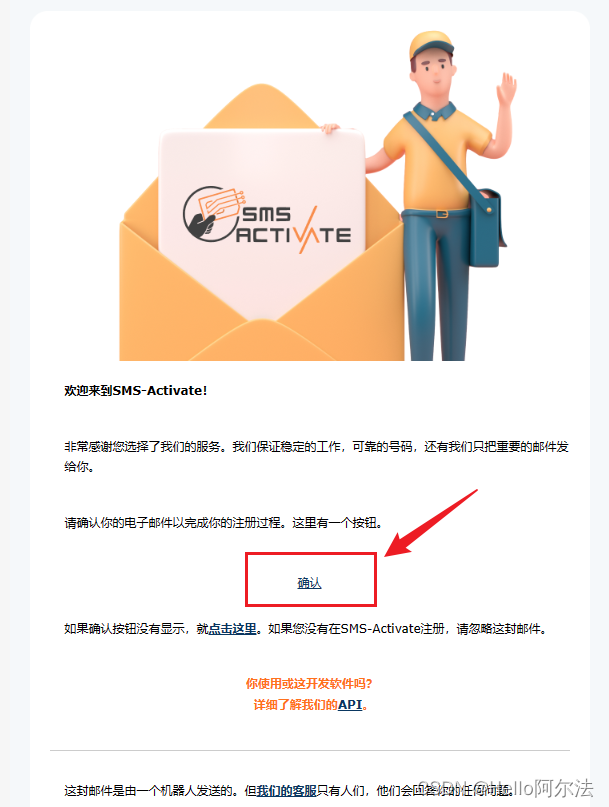 SMS
ACTIVATE
欢迎来到SMS-Activate!
非常感谢您选择了我们的服务。我们保证稳定的工作，可靠的号码，还有我们只把重要的邮件发
给你。
请确认你的电子邮件以完成你的注册过程。这里有一个按钮。
确认
如果确认按钮没有显示，就点击这里。如果您没有在SMS-Activate注册，请忽略这封邮件。
你使用或这开发软件吗?
详细了解我们的API。
这封邮件是由一个机器人发送的。但我们的客服只有人们，他们会回答你的任何问题!
CSDN @Hello阿尔法